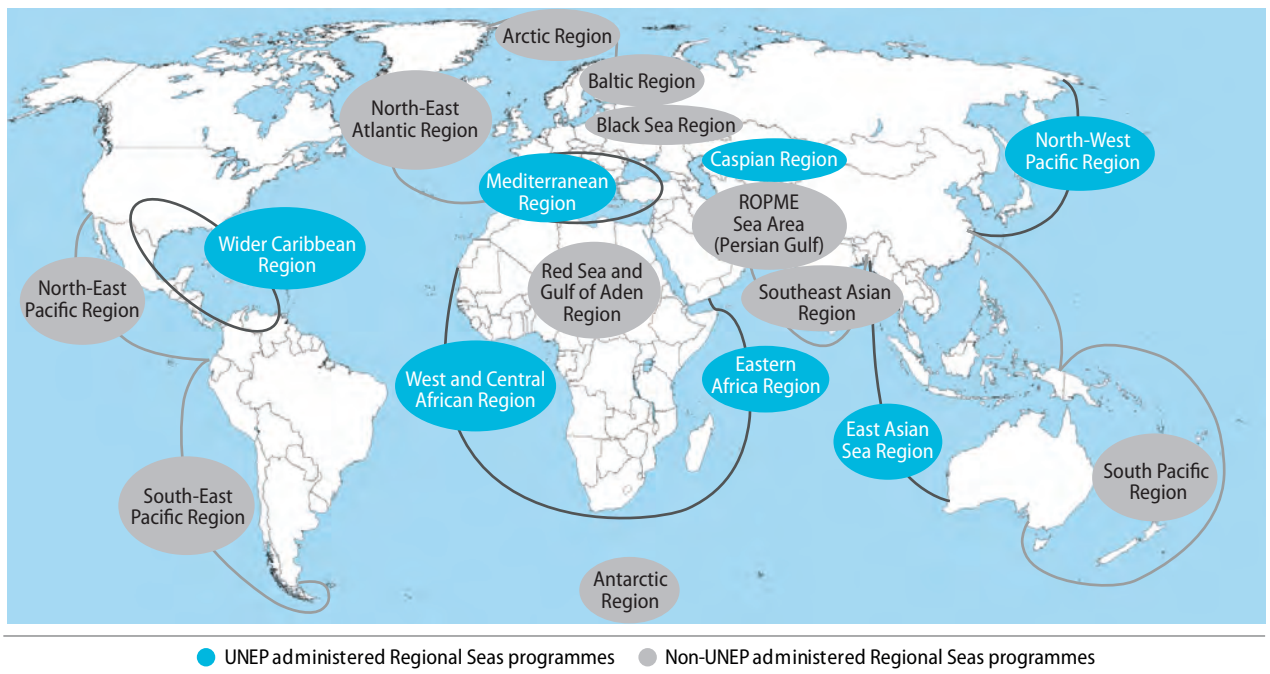 Arctic Region
Baltic Region
North-East
Atlantic Region
Black Sea Region
North-West
Pacific Region
Caspian Region
Mediterranean
Region
ROPME
Sea Area
(Persian Gulf)
Wider Caribbean
Region
Red Sea and
Gulf of Aden
Region
North-East
Pacific Region
Southeast Asian
Region
West and Central
African Region
Eastern
Africa Region
East Asian
Sea Region
South Pacific
Region
South-East
Pacific Region
Antarctic
Region
UNEP administered Regional Seas programmes
Non-UNEP administered Regional Seas programmes